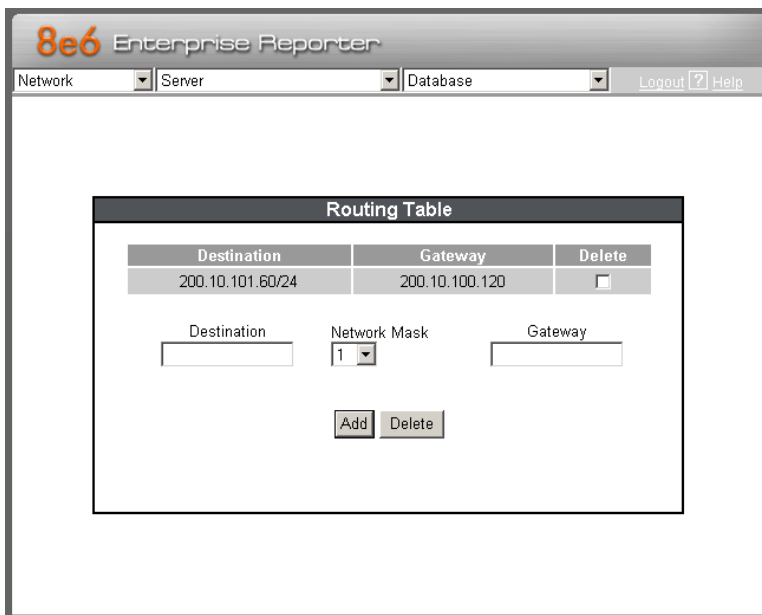 8e6 Enterprise Reporter
Network Server Database Logout ? Help
Routing Table
Destination Gateway Delete
200.10.101.60/24 200.10.100.120
Destination Network Mask Gateway
1
Add Delete